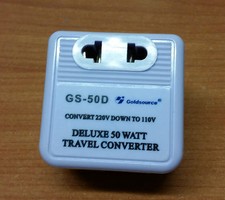 GS-50D Goldsource®
CONVERT 220V DOWN TO 110V
DELUXE 50 WATT
TRAVEL CONVERTER